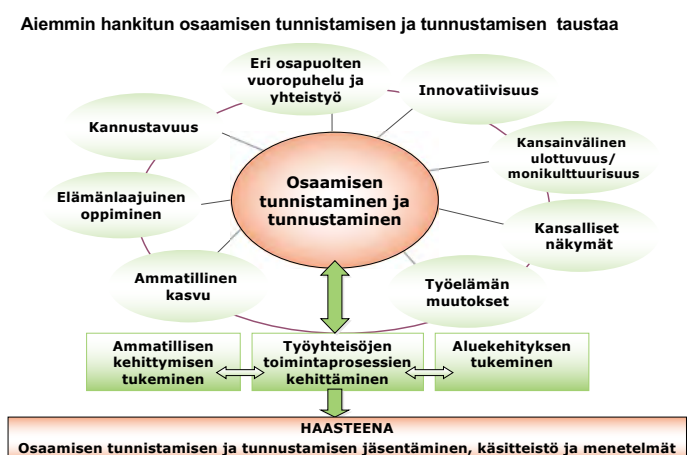 Aiemmin hankitun osaamisen tunnistamisen ja tunnustamisen taustaa
Eri osapuolten
vuoropuhelu ja
yhteistyö
Innovatiivisuus
Kannustavuus
Kansainvälinen
ulottuvuus/
monikulttuurisuus
Osaamisen
tunnistaminen ja
tunnustaminen
Elämänlaajuinen
oppiminen
Kansalliset
näkymät
Ammatillinen
kasvu
Työelämän
muutokset
Ammatillisen
kehittymisen
tukeminen
Työyhteisöjen
toimintaprosessien
kehittäminen
Aluekehityksen
tukeminen
HAASTEENA
Osaamisen tunnistamisen ja tunnustamisen jäsentäminen, käsitteistö ja menetelmät